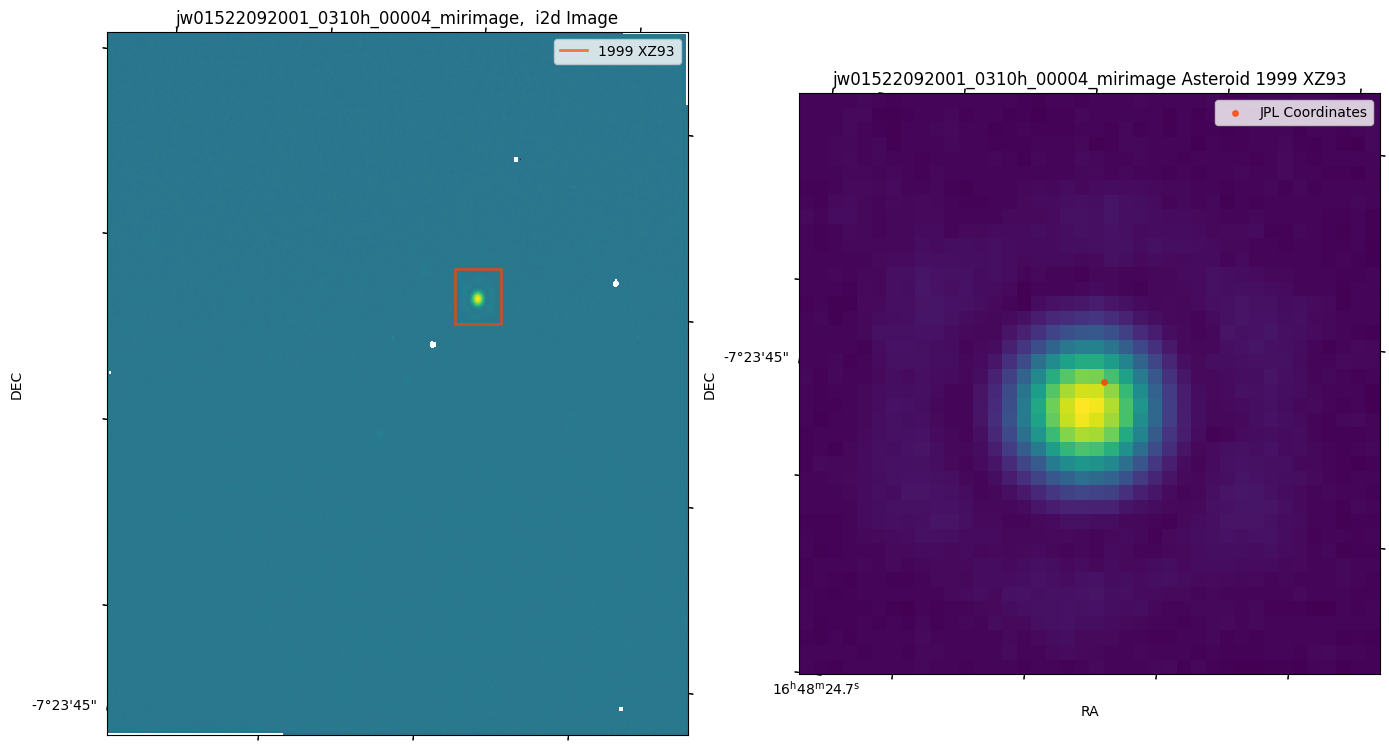 jw01522092001_0310h_00004_mirimage,  i2d Image
1999 XZ93
DEC
-7°23'45"
jw01522092001_0310h_00004_mirimage Asteroid 1999 XZ93
JPL Coordinates
DEC
-7°23'45"
16ʰ48ᵐ24.7ˢ
RA